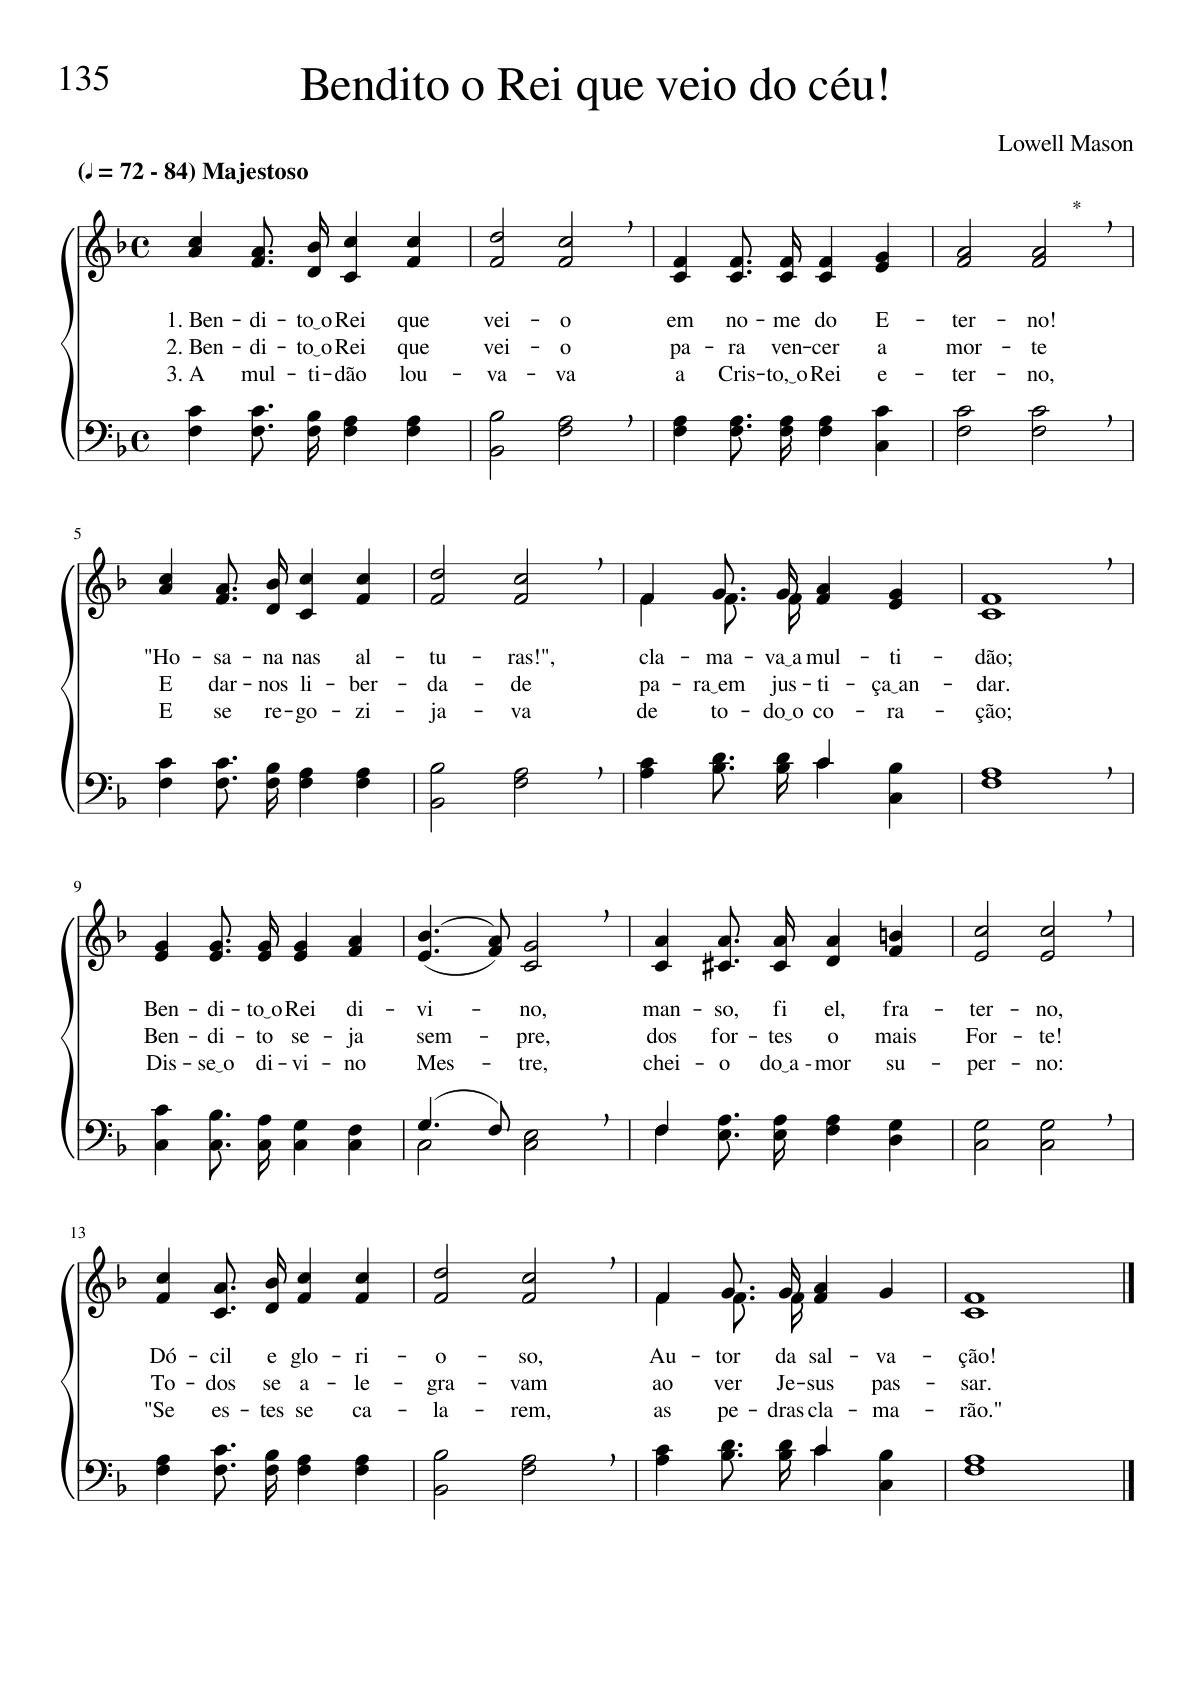 135
Bendito o Rei que veio do céu!
Lowell Mason
(♩ = 72 - 84) Majestoso
*
1. Ben – di – to‿o Rei que vei – o em no – me do E – ter – no!
2. Ben – di – to‿o Rei que vei – o pa – ra ven – cer a mor – te
3. A mul – ti – dão lou – va – va a Cris – to,‿o Rei e – ter – no,
5
"Ho – sa – na nas al – tu – ras!", cla – ma – va‿a mul – ti – dão;
E dar – nos li – ber – da – de pa – ra‿em jus – ti – ça‿an – dar.
E se re – go – zi – ja – va de to – do‿o co – ra – ção;
9
Ben – di – to‿o Rei di – vi – no, man – so, fi el, fra – ter – no,
Ben – di – to se – ja sem – pre, dos for – tes o mais For – te!
Dis – se‿o di – vi – no Mes – tre, chei – o do‿a - mor su – per – no:
13
Dó – cil e glo – ri – o – so, Au – tor da sal – va – ção!
To – dos se a – le – gra – vam ao ver Je – sus pas – sar.
"Se es – tes se ca – la – rem, as pe – dras cla – ma – rão."